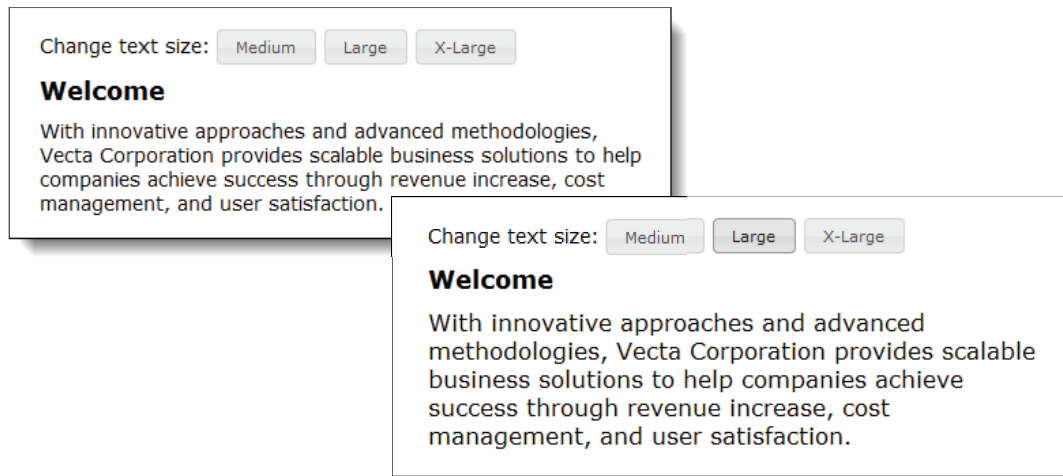 Change text size: Medium Large X-Large
Welcome
With innovative approaches and advanced methodologies,
Vecta Corporation provides scalable business solutions to help
companies achieve success through revenue increase, cost
management, and user satisfaction.
Change text size: Medium Large X-Large
Welcome
With innovative approaches and advanced
methodologies, Vecta Corporation provides scalable
business solutions to help companies achieve
success through revenue increase, cost
management, and user satisfaction.